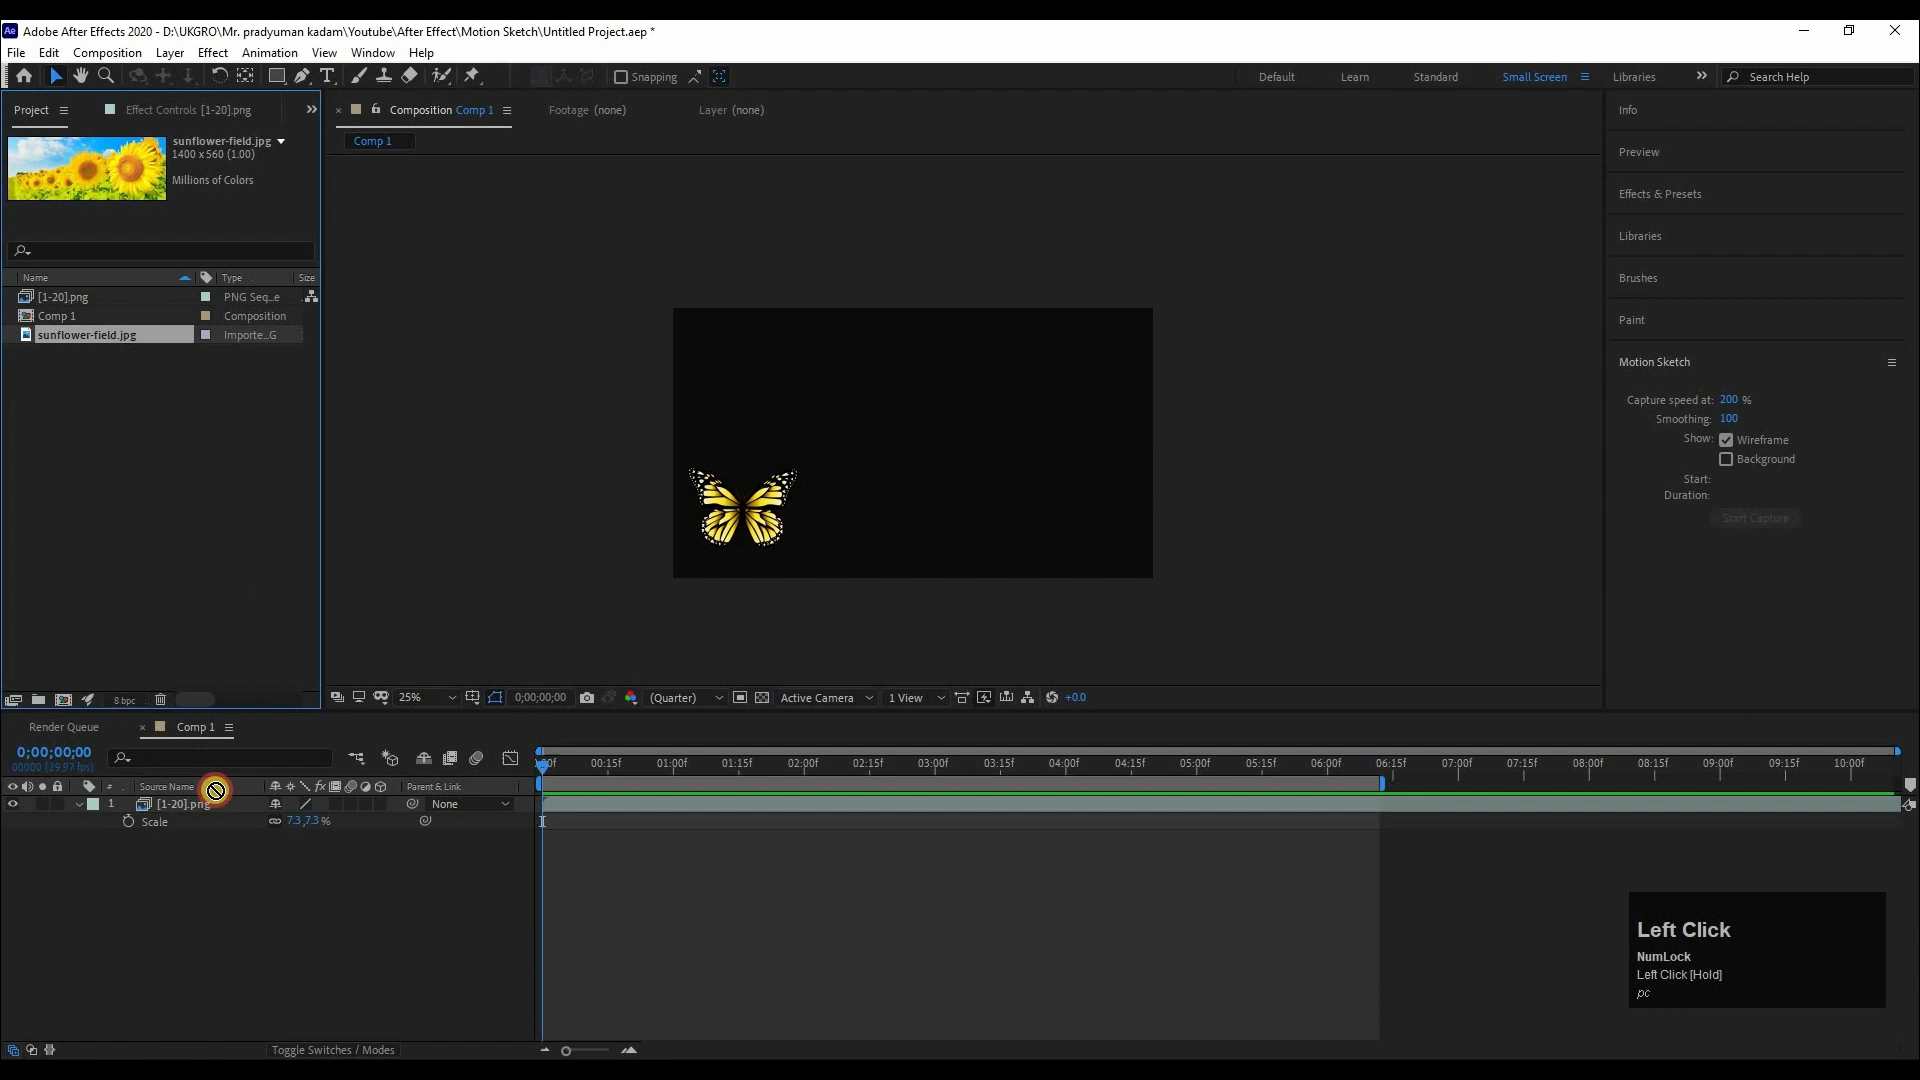 Adobe After Effects 2020 - D:\UKGRO\Mr. pradyuman kadam\Youtube\After Effect\Motion Sketch\Untitled Project.aep *
File Edit Composition Layer Effect Animation View Window Help
Snapping Default Learn Standard Small Screen Libraries Search Help
Project Effect Controls [1-20].png Composition Comp 1 Footage (none) Layer (none)
Comp 1
sunflower-field.jpg
1400 x 560 (1.00)
Millions of Colors
Name Type Size
[1-20].png PNG Seq...e
Comp 1 Composition
sunflower-field.jpg Importe...G
8 bpc
25% 0;00;00;00 (Quarter) Active Camera 1 View +0.0
Info
Preview
Effects & Presets
Libraries
Brushes
Paint
Motion Sketch
Capture speed at: 200 %
Smoothing: 100
Show: Wireframe
Background
Start:
Duration:
Start Capture
Render Queue Comp 1
0;00;00;00
00000 (29.97 fps)
00:15f 01:00f 01:15f 02:00f 02:15f 03:00f 03:15f 04:00f 04:15f 05:00f 05:15f 06:00f 06:15f 07:00f 07:15f 08:00f 08:15f 09:00f 09:15f 10:00f
# Source Name Parent & Link
1 [1-20].png None
Scale 7.3,7.3 %
Left Click
NumLock
Left Click [Hold]
pc
Toggle Switches / Modes